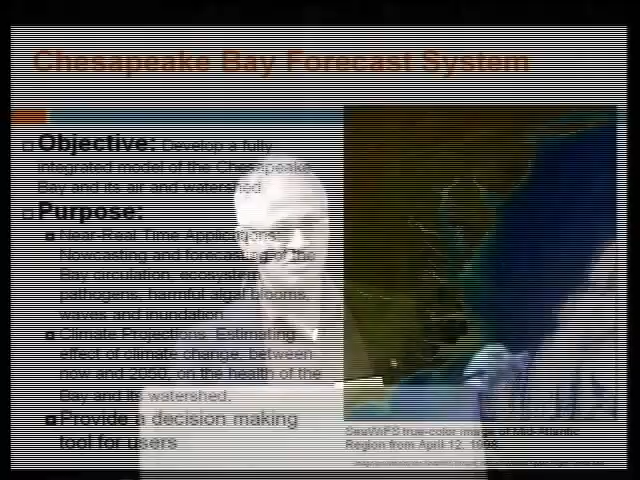 Chesapeake Bay Forecast System
Objective: Develop a fully
integrated model of the Chesapeake
Bay and its air and watershed
Purpose:
Near-Real Time Applications:
Nowcasting and forecasting of the
Bay circulation, ecosystem,
pathogens, harmful algal blooms,
waves and inundation
Climate Projections: Estimating
effect of climate change, between
now and 2050, on the health of the
Bay and its watershed.
Provide a decision making
tool for users
SeaWiFS true-color image of Mid-Atlantic
Region from April 12, 1998